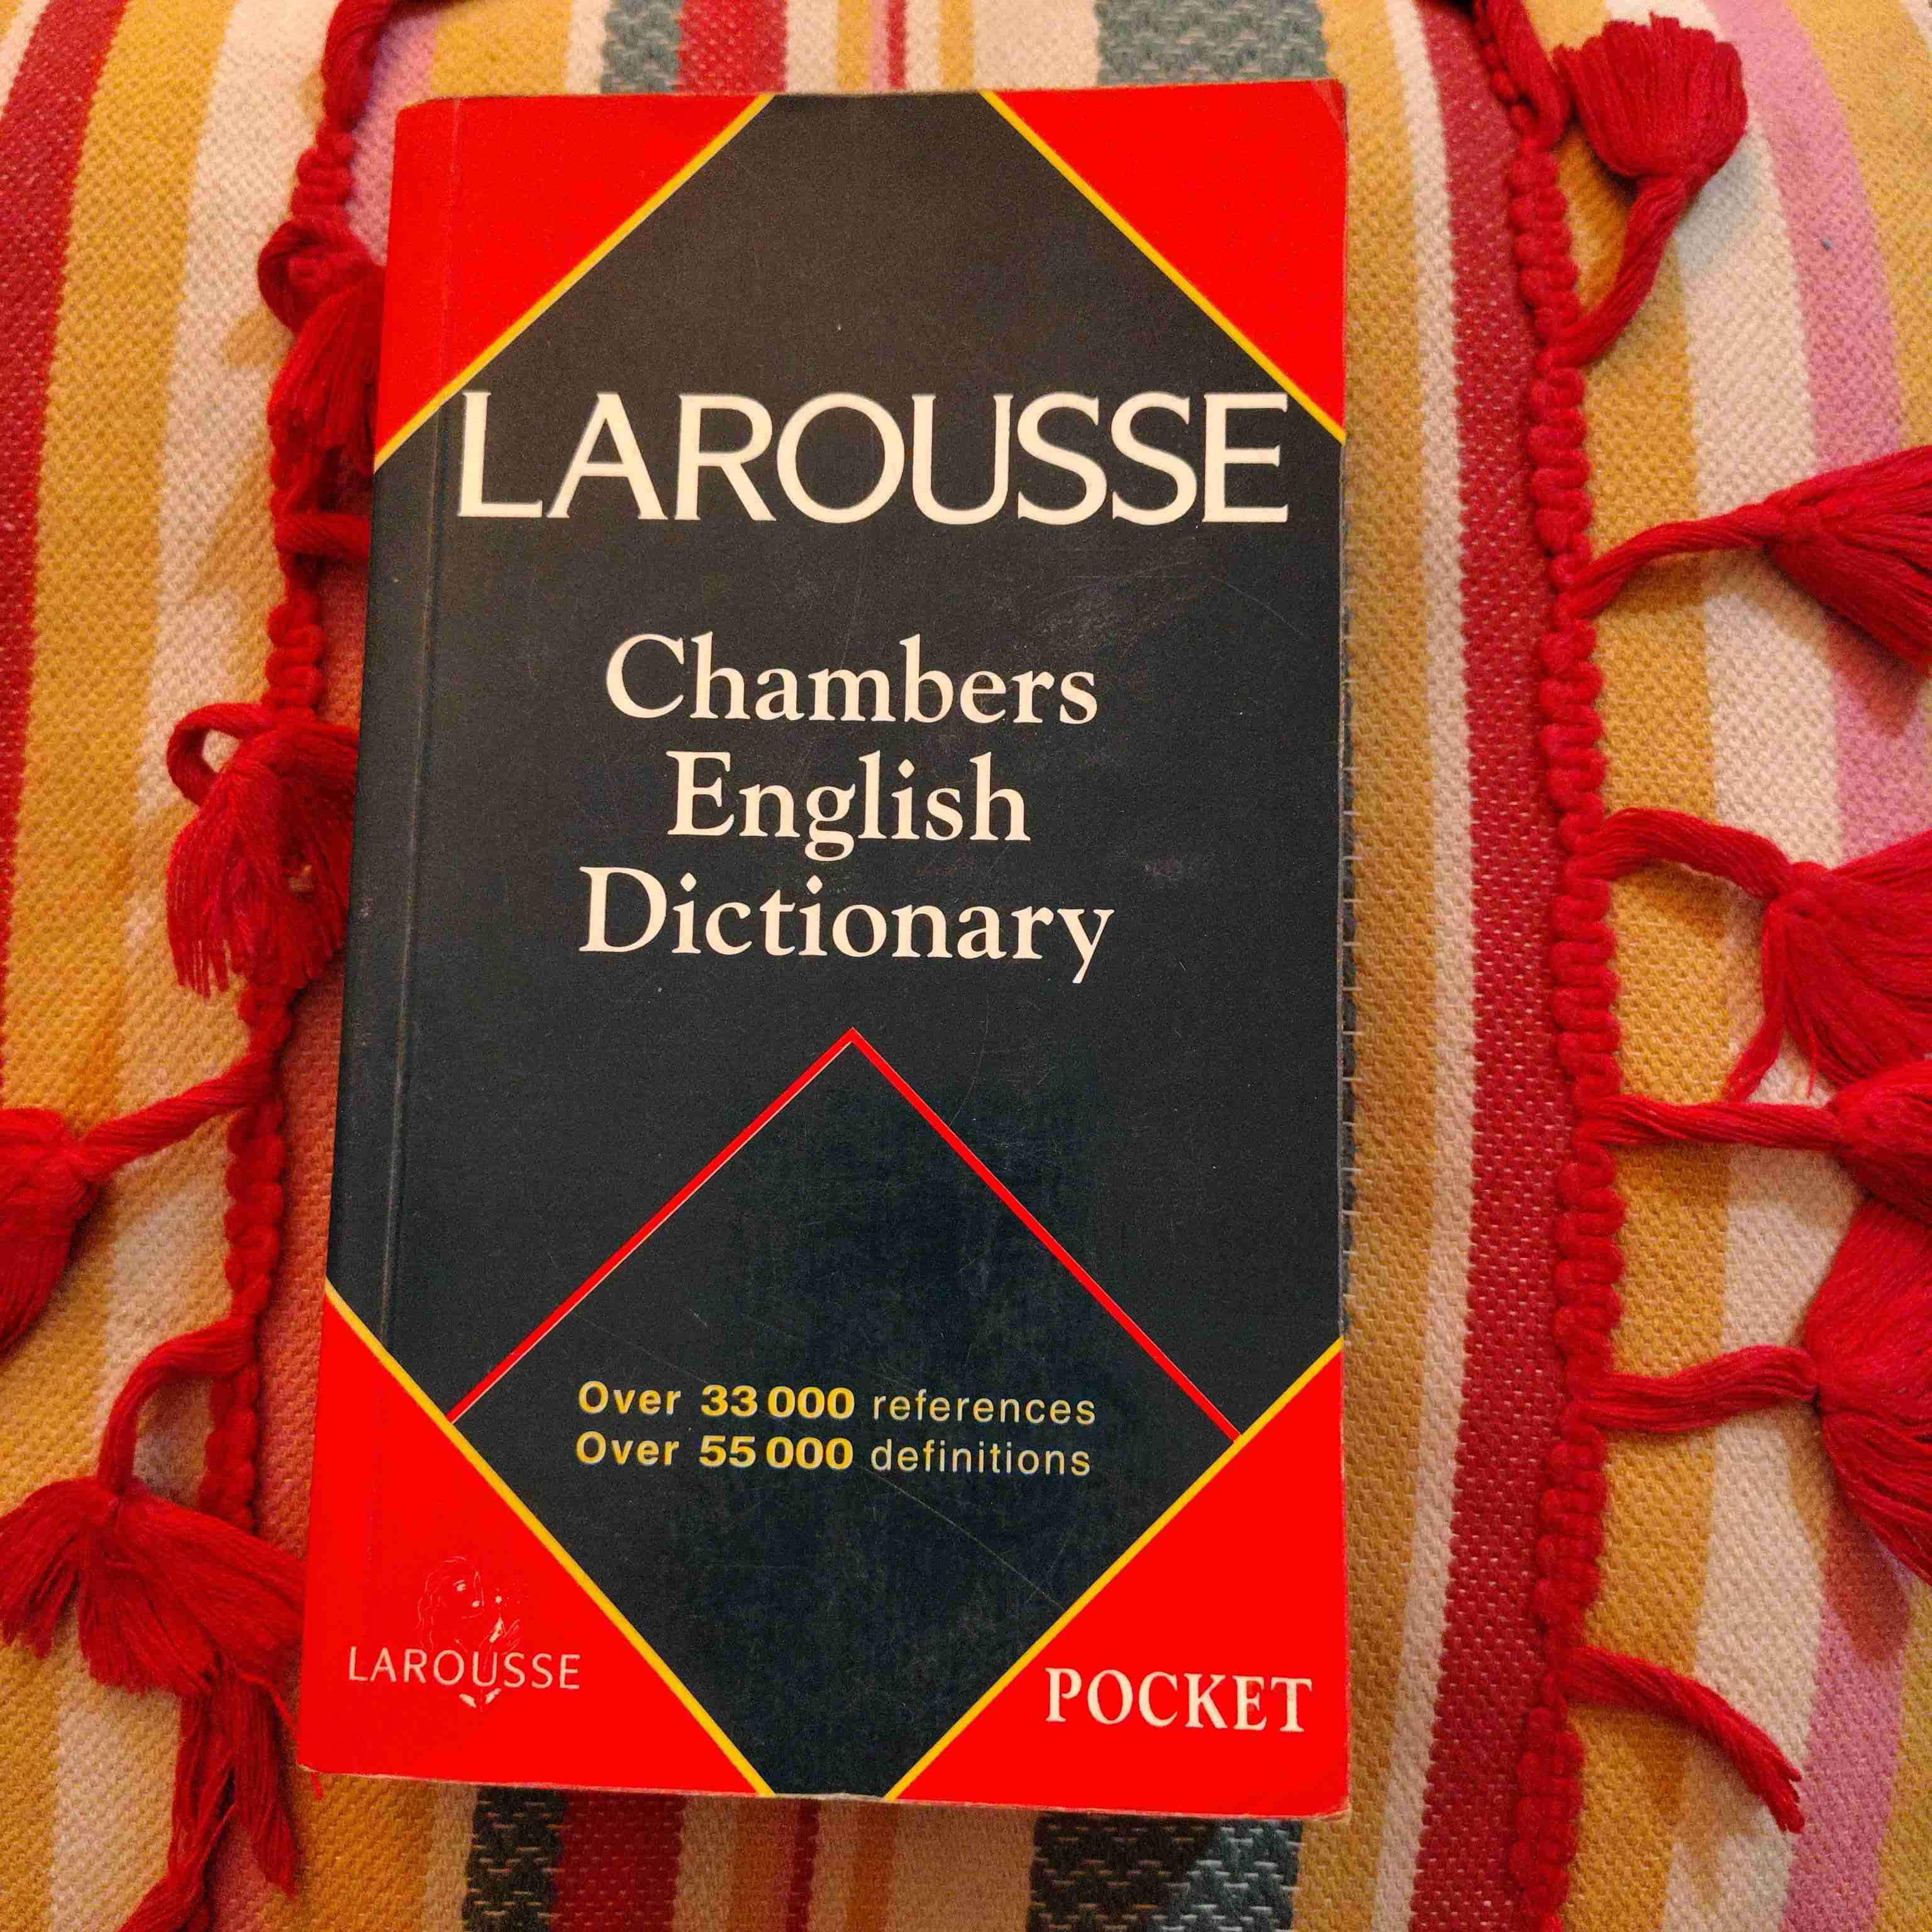 LAROUSSE
Chambers
English
Dictionary
Over 33 000 references
Over 55 000 definitions
LAROUSSE
POCKET